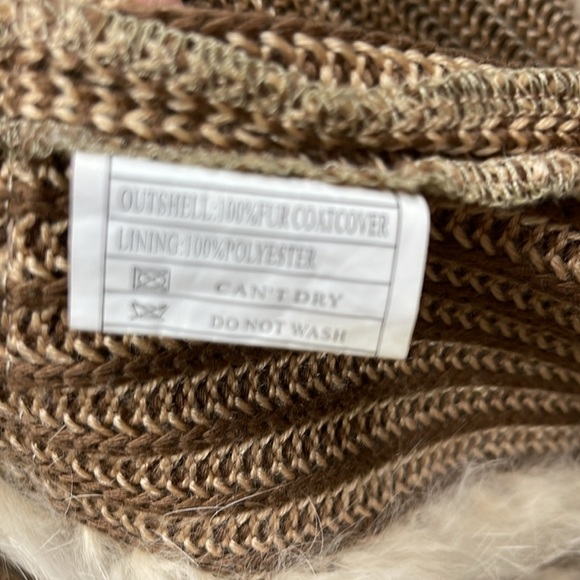 OUTSHELL:100%FUR COATCOVER
LINING:100%POLYESTER
CAN'T DRY
DO NOT WASH